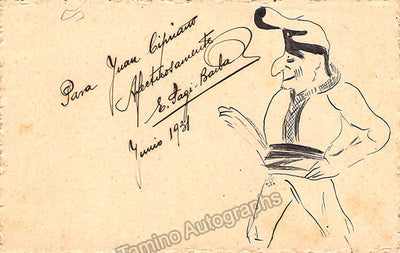 Para Juan Cipriano
Afectuosamente
E. Sagi-Barba
Junio 1931
Tamino Autographs